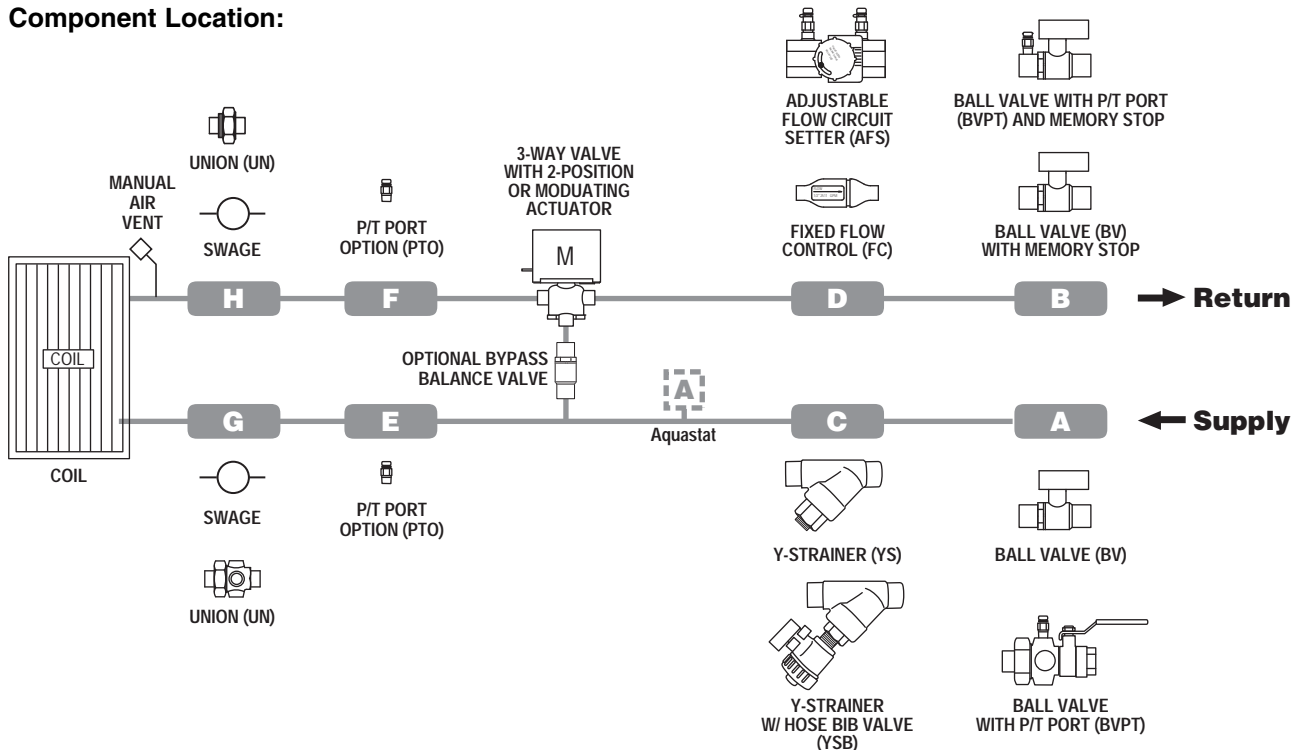 Component Location:
ADJUSTABLE
FLOW CIRCUIT
SETTER (AFS)
BALL VALVE WITH P/T PORT
(BVPT) AND MEMORY STOP
UNION (UN)
MANUAL
AIR
VENT
SWAGE
P/T PORT
OPTION (PTO)
3-WAY VALVE
WITH 2-POSITION
OR MODUATING
ACTUATOR
M
FIXED FLOW
CONTROL (FC)
BALL VALVE (BV)
WITH MEMORY STOP
H
F
D
B
Return
COIL
OPTIONAL BYPASS
BALANCE VALVE
A
Aquastat
G
E
C
A
Supply
COIL
SWAGE
P/T PORT
OPTION (PTO)
Y-STRAINER (YS)
BALL VALVE (BV)
UNION (UN)
Y-STRAINER
W/ HOSE BIB VALVE
(YSB)
BALL VALVE
WITH P/T PORT (BVPT)